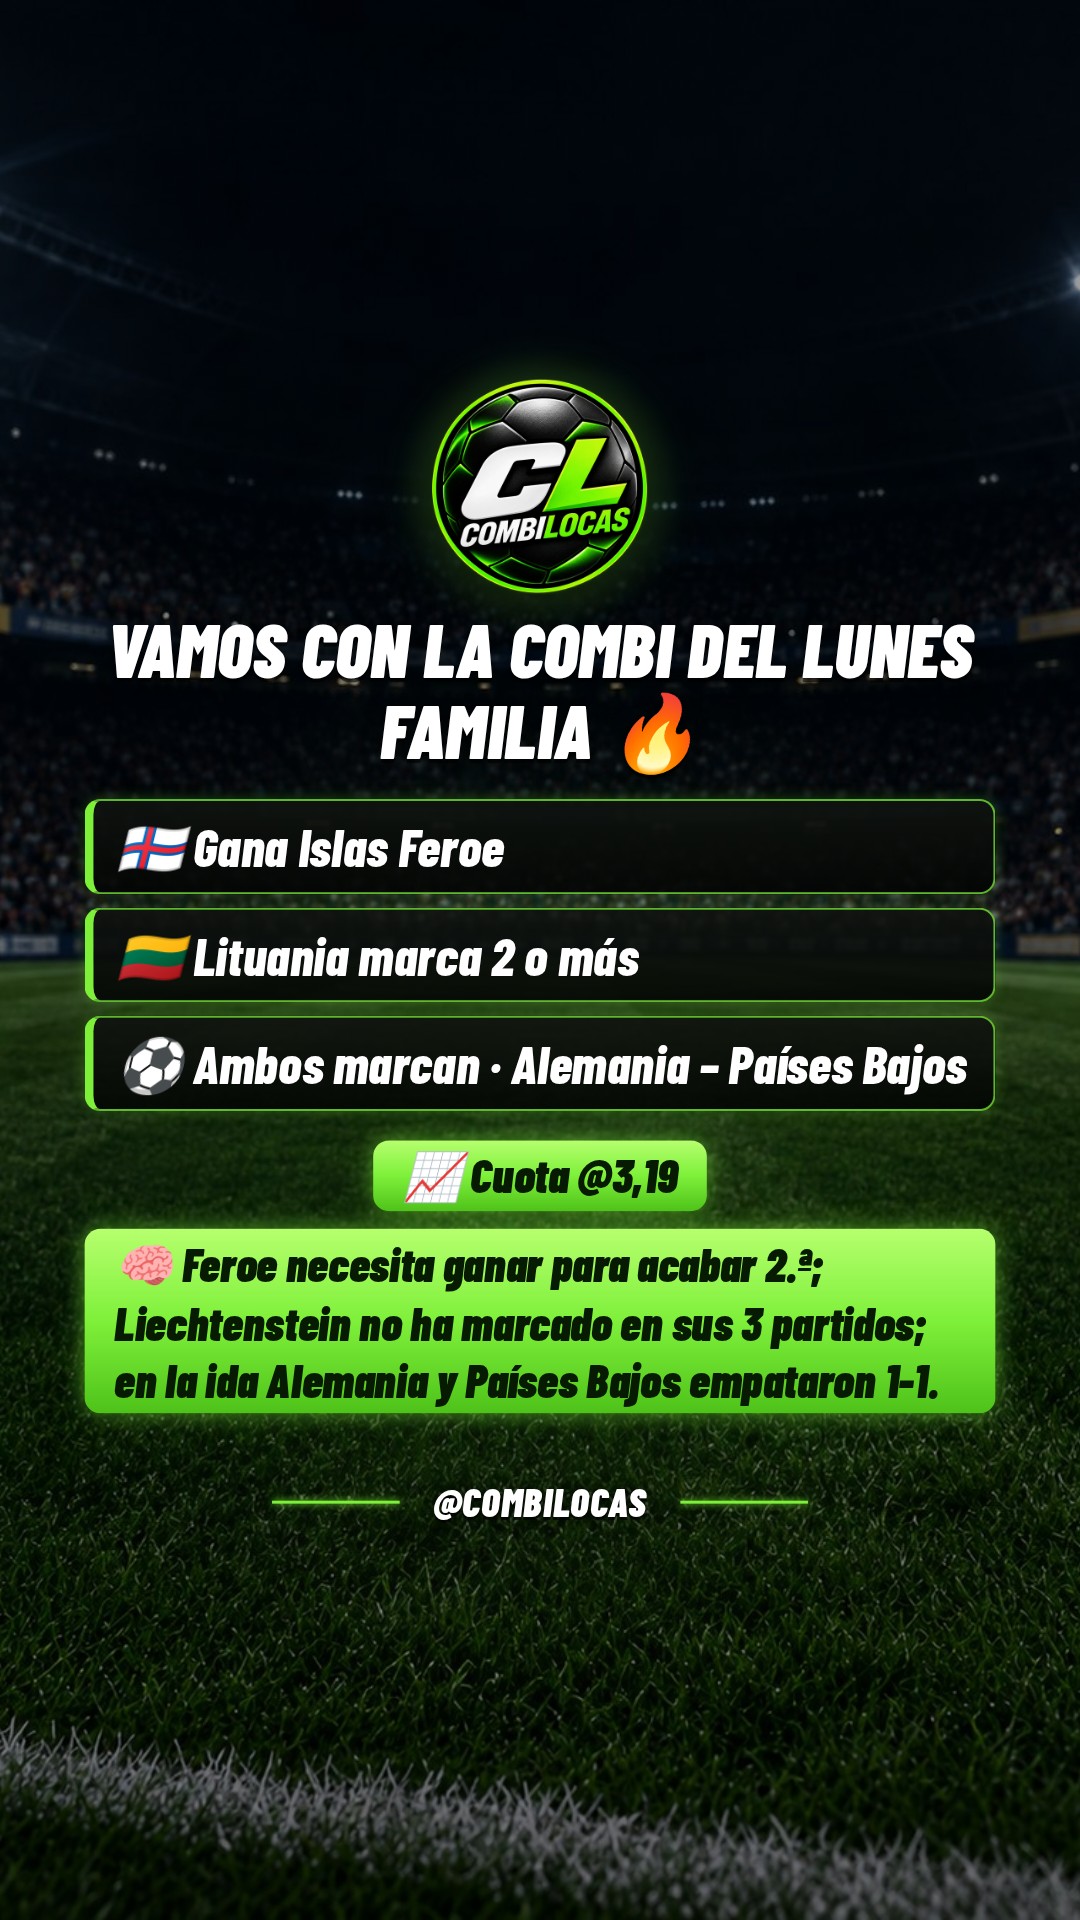 CL
COMBILOCAS
VAMOS CON LA COMBI DEL LUNES
FAMILIA 🔥
🇫🇴 Gana Islas Feroe
🇱🇹 Lituania marca 2 o más
⚽ Ambos marcan · Alemania – Países Bajos
📈 Cuota @3,19
🧠 Feroe necesita ganar para acabar 2.ª;
Liechtenstein no ha marcado en sus 3 partidos;
en la ida Alemania y Países Bajos empataron 1-1.
@COMBILOCAS